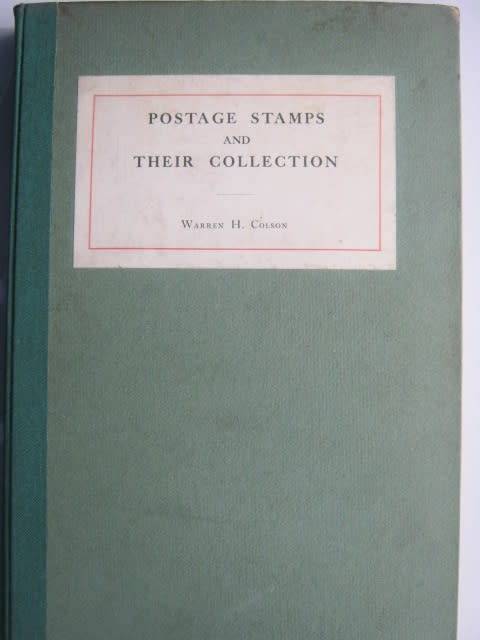 POSTAGE STAMPS
AND
THEIR COLLECTION
WARREN H. COLSON